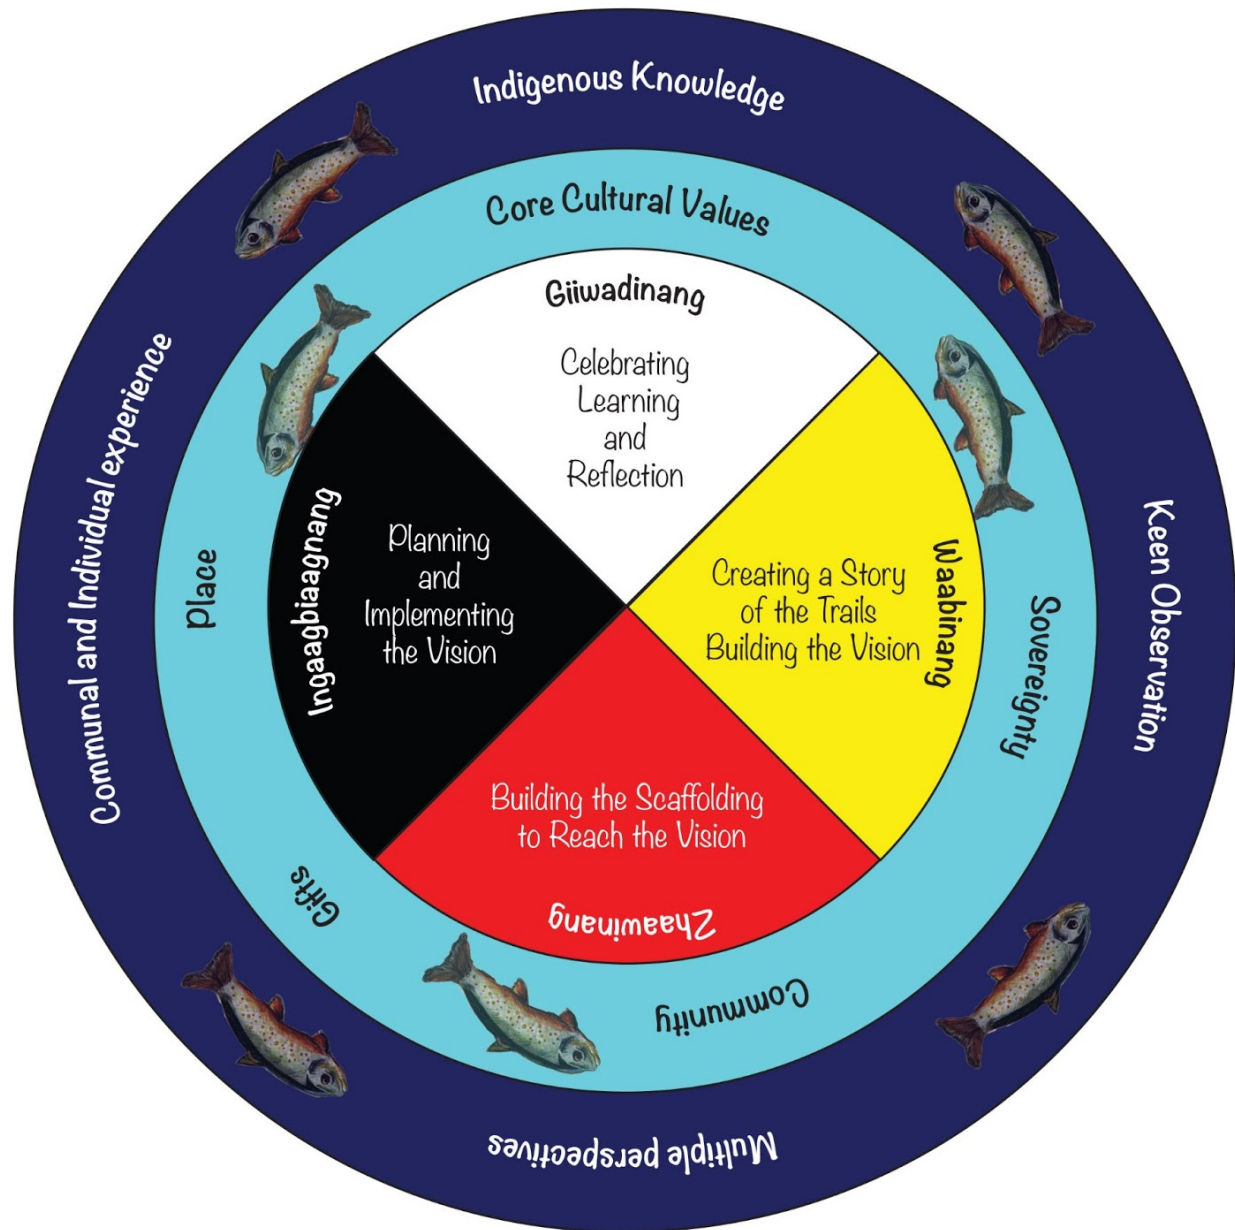 Indigenous Knowledge
Keen Observation
Multiple perspectives
Communal and Individual experience
Core Cultural Values
Sovereignty
Community
Gifts
Place
Giiwadinang
Celebrating
Learning
and
Reflection
Waabinang
Creating a Story
of the Trails
Building the Vision
Zhaawinang
Building the Scaffolding
to Reach the Vision
Ingaagbiaagnang
Planning
and
Implementing
the Vision